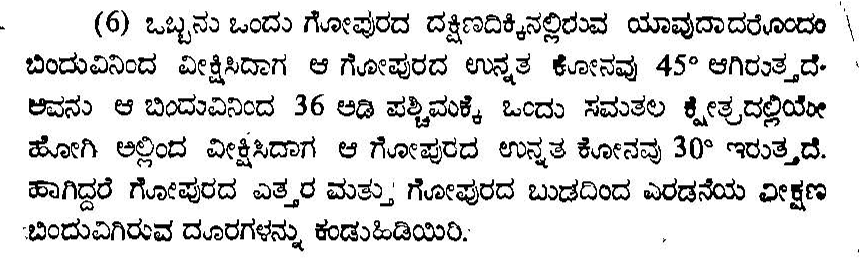 (6) ಒಬ್ಬನು ಒಂದು ಗೋಪುರದ ದಕ್ಷಿಣದಿಕ್ಕಿನಲ್ಲಿರುವ ಯಾವುದಾದರೊಂದು
ಬಿಂದುವಿನಿಂದ ವೀಕ್ಷಿಸಿದಾಗ ಆ ಗೋಪುರದ ಉನ್ನತ ಕೋನವು 45° ಆಗಿರುತ್ತದೆ.
ಅವನು ಆ ಬಿಂದುವಿನಿಂದ 36 ಅಡಿ ಪಶ್ಚಿಮಕ್ಕೆ ಒಂದು ಸಮತಲ ಕ್ಷೇತ್ರದಲ್ಲಿಯೇ
ಹೋಗಿ ಅಲ್ಲಿಂದ ವೀಕ್ಷಿಸಿದಾಗ ಆ ಗೋಪುರದ ಉನ್ನತ ಕೋನವು 30° ಇರುತ್ತದೆ.
ಹಾಗಿದ್ದರೆ ಗೋಪುರದ ಎತ್ತರ ಮತ್ತು ಗೋಪುರದ ಬುಡದಿಂದ ಎರಡನೆಯ ವೀಕ್ಷಣ
ಬಿಂದುವಿಗಿರುವ ದೂರಗಳನ್ನು ಕಂಡುಹಿಡಿಯಿರಿ.